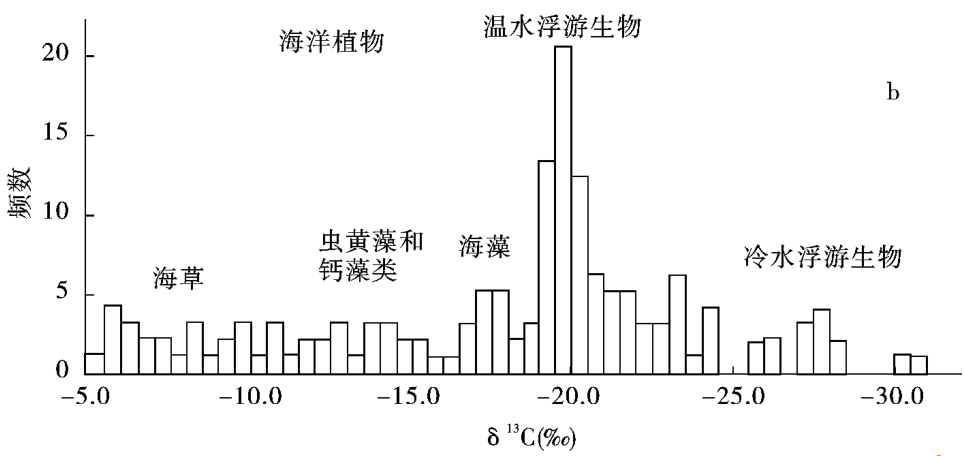 温水浮游生物
海洋植物
20
b
15
频数
10
虫黄藻和
钙藻类
海藻
海草
冷水浮游生物
5
0
-5.0 -10.0 -15.0 -20.0 -25.0 -30.0
δ ¹³C(‰)